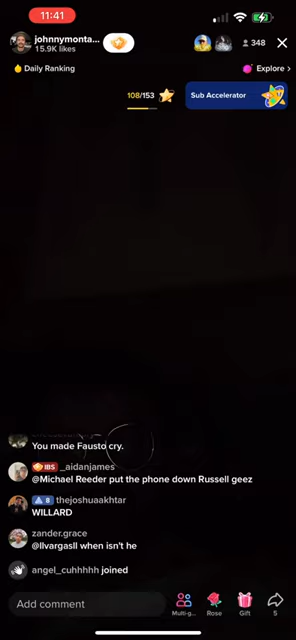 11:41
johnnymonta...
15.9K likes
348
Daily Ranking
Explore >
108/153
Sub Accelerator
You made Fausto cry.
IBS _aidanjames
@Michael Reeder put the phone down Russell geez
8 thejoshuaakhtar
WILLARD
zander.grace
@llvargasll when isn't he
angel_cuhhhhh joined
Add comment
Multi-g...
Rose
Gift
5